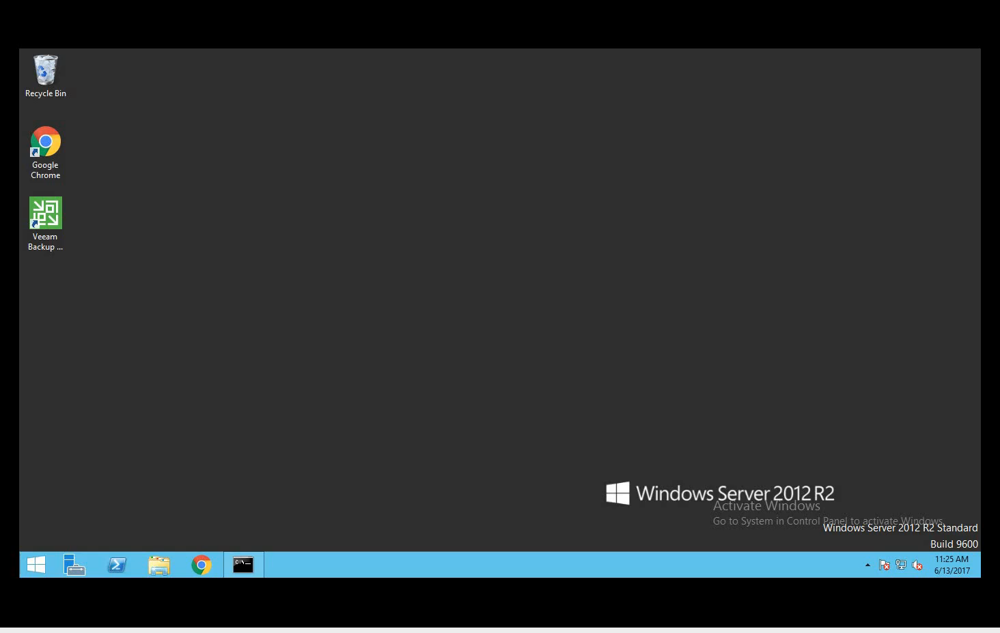 Recycle Bin
Google
Chrome
Veeam
Backup ...
Windows Server 2012 R2
Activate Windows
Go to System in Control Panel to activate Windows.
Windows Server 2012 R2 Standard
Build 9600
C:\_
11:25 AM
6/13/2017